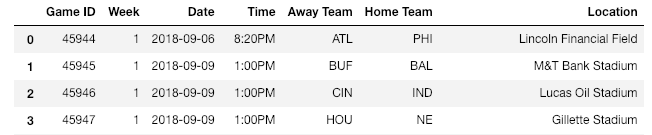 Game ID Week Date Time Away Team Home Team Location
0 45944 1 2018-09-06 8:20PM ATL PHI Lincoln Financial Field
1 45945 1 2018-09-09 1:00PM BUF BAL M&T Bank Stadium
2 45946 1 2018-09-09 1:00PM CIN IND Lucas Oil Stadium
3 45947 1 2018-09-09 1:00PM HOU NE Gillette Stadium